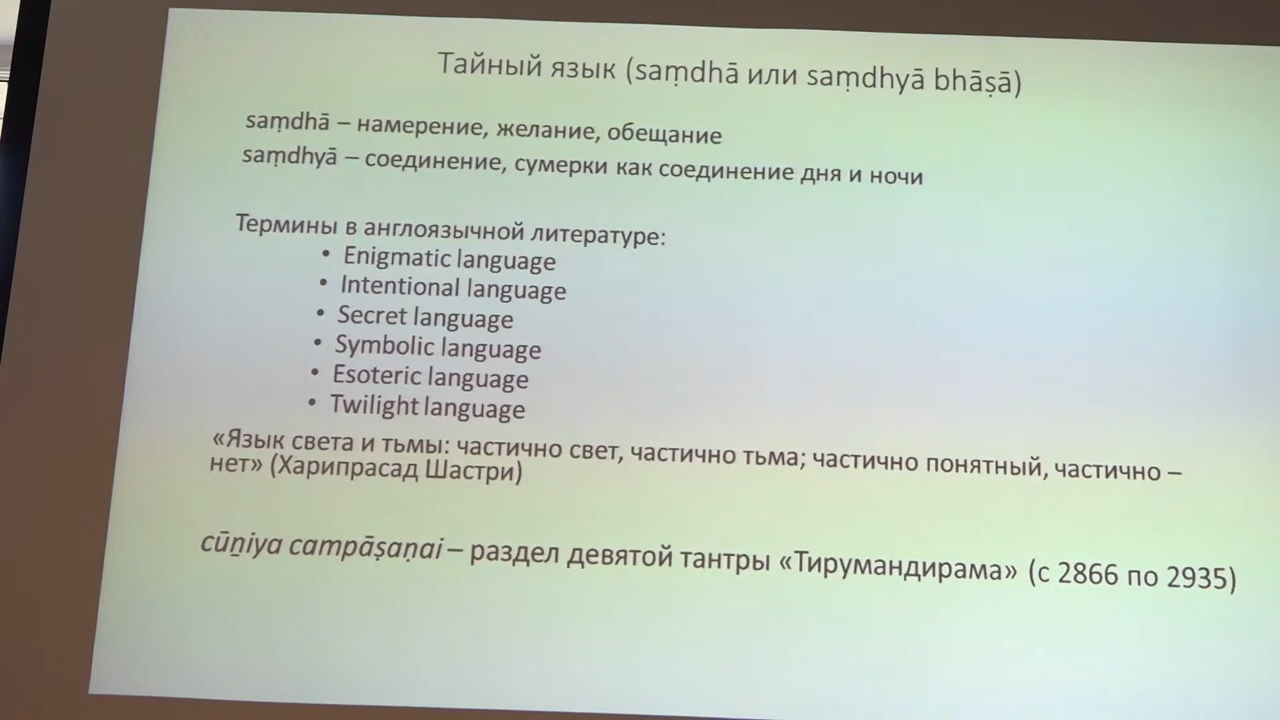 Тайный язык (saṃdhā или saṃdhyā bhāṣā)
saṃdhā – намерение, желание, обещание
saṃdhyā – соединение, сумерки как соединение дня и ночи
Термины в англоязычной литературе:
• Enigmatic language
• Intentional language
• Secret language
• Symbolic language
• Esoteric language
• Twilight language
«Язык света и тьмы: частично свет, частично тьма; частично понятный, частично –
нет» (Харипрасад Шастри)
cūṉiya campāṣaṇai – раздел девятой тантры «Тирумандирама» (с 2866 по 2935)